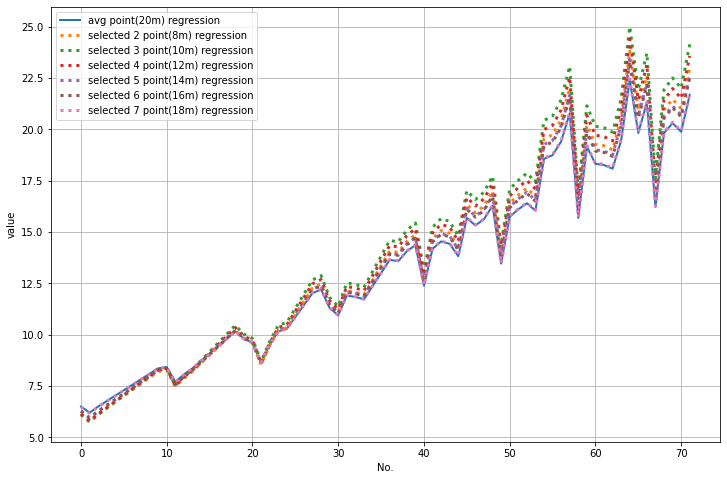 avg point(20m) regression
selected 2 point(8m) regression
selected 3 point(10m) regression
selected 4 point(12m) regression
selected 5 point(14m) regression
selected 6 point(16m) regression
selected 7 point(18m) regression
25.0
22.5
20.0
17.5
15.0
12.5
10.0
7.5
5.0
value
0 10 20 30 40 50 60 70
No.